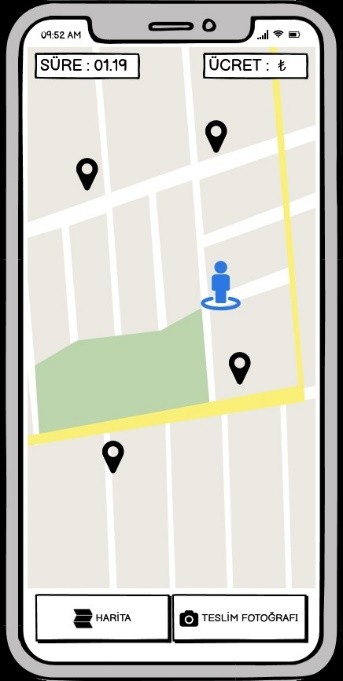 09:52 AM
SÜRE : 01.19
ÜCRET : ₺
HARİTA
TESLİM FOTOĞRAFI